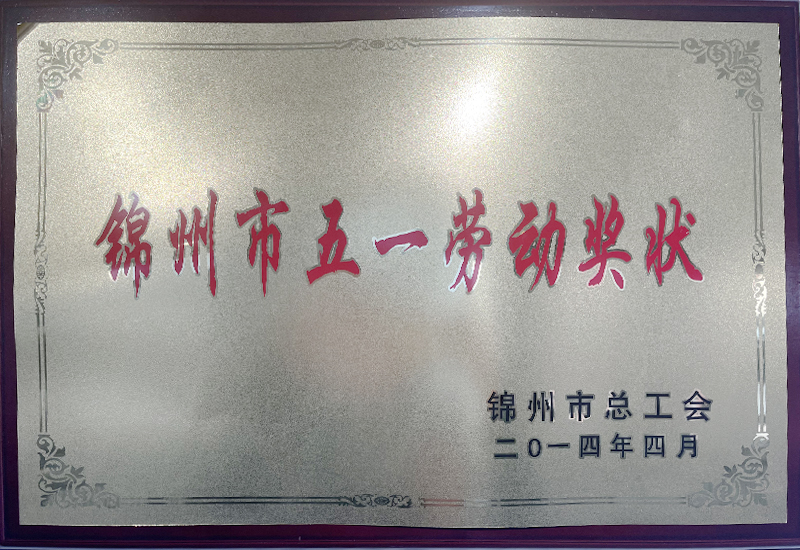 锦州市五一劳动奖状
锦州市总工会
二0一四年四月